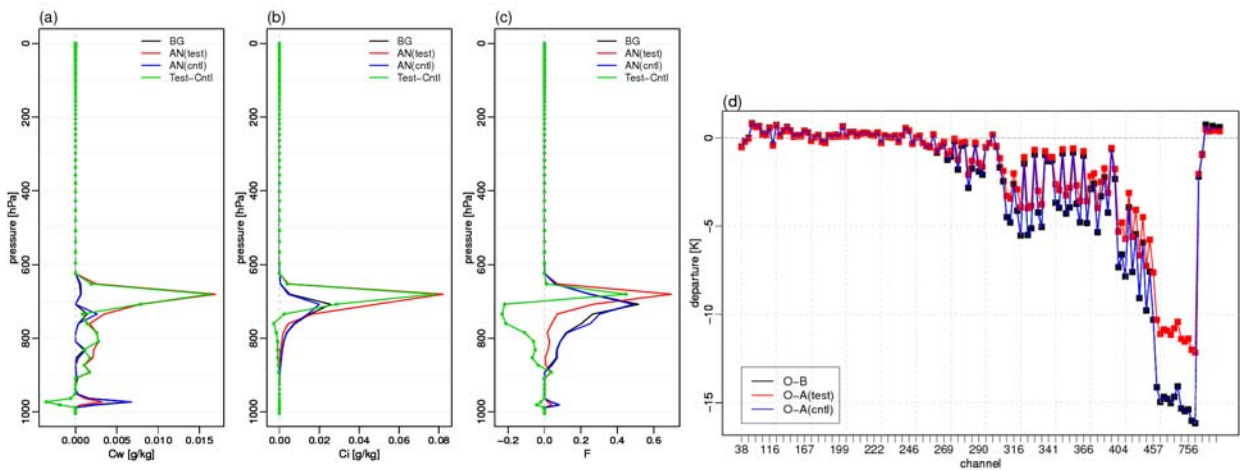 (a)
BG
AN(test)
AN(cntl)
Test−Cntl
pressure [hPa]
0
200
400
600
800
1000
0.000
0.005
0.010
0.015
Cw [g/kg]
(b)
BG
AN(test)
AN(cntl)
Test−Cntl
pressure [hPa]
0
200
400
600
800
1000
0.00
0.02
0.04
0.06
0.08
Ci [g/kg]
(c)
BG
AN(test)
AN(cntl)
Test−Cntl
pressure [hPa]
0
200
400
600
800
1000
−0.2
0.0
0.2
0.4
0.6
F
(d)
departure [K]
0
−5
−10
−15
O−B
O−A(test)
O−A(cntl)
38
116
167
199
246
290
316
366
404
457
756
channel